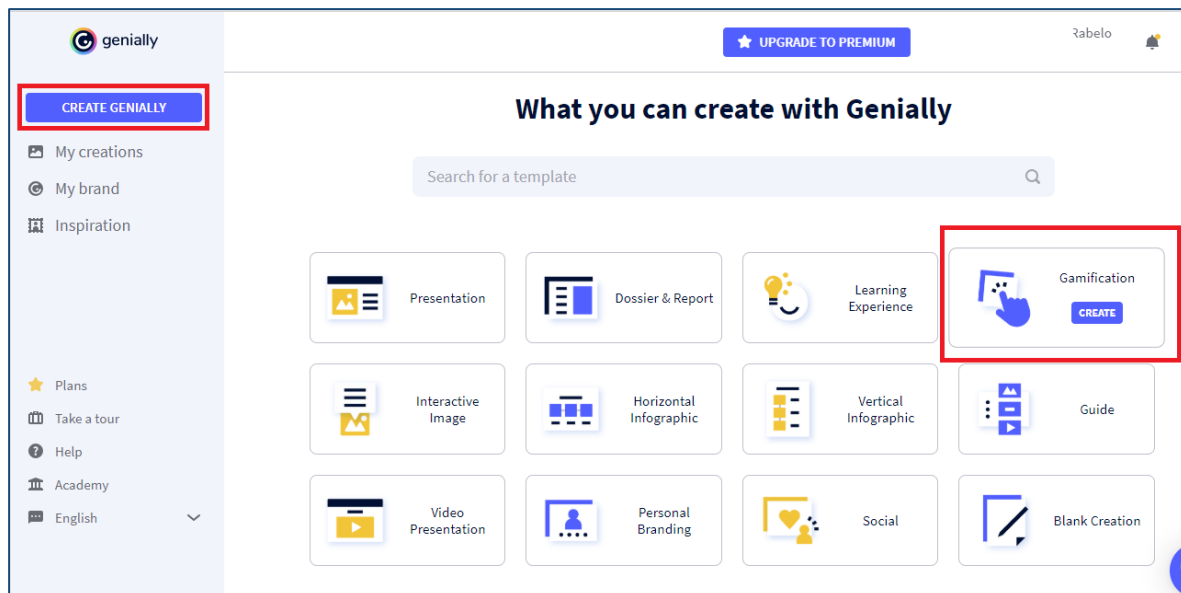 genially
UPGRADE TO PREMIUM
Rabelo
CREATE GENIALLY
My creations
My brand
Inspiration
Plans
Take a tour
Help
Academy
English
What you can create with Genially
Search for a template
Presentation
Dossier & Report
Learning
Experience
Gamification
CREATE
Interactive
Image
Horizontal
Infographic
Vertical
Infographic
Guide
Video
Presentation
Personal
Branding
Social
Blank Creation